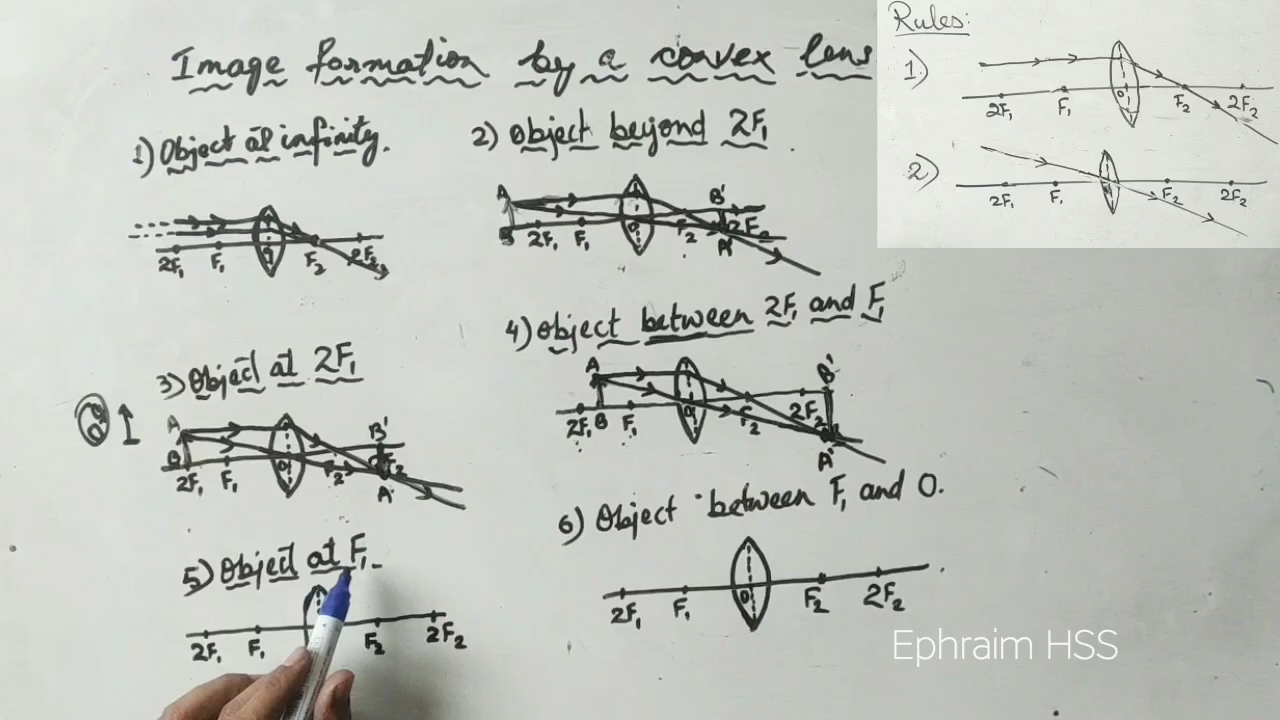 Image formation by a convex lens
1) Object at infinity.
2F₁ F₁ O F₂ 2F₂
2) Object beyond 2F₁
A B 2F₁ F₁ O F₂ B' 2F₂ A'
3) Object at 2F₁
A B 2F₁ F₁ O F₂ B' 2F₂ A'
4) Object between 2F₁ and F₁
A 2F₁ B F₁ O F₂ 2F₂ B' A'
5) Object at F₁
2F₁ F₁ F₂ 2F₂
6) Object between F₁ and O.
2F₁ F₁ O F₂ 2F₂
Rules:
1.)
2F₁ F₁ O F₂ 2F₂
2)
2F₁ F₁ F₂ 2F₂
Ephraim HSS